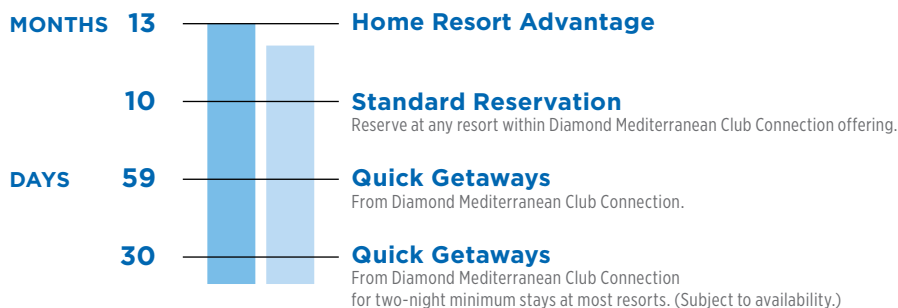 MONTHS 13 Home Resort Advantage
10 Standard Reservation
Reserve at any resort within Diamond Mediterranean Club Connection offering.
DAYS 59 Quick Getaways
From Diamond Mediterranean Club Connection.
30 Quick Getaways
From Diamond Mediterranean Club Connection
for two-night minimum stays at most resorts. (Subject to availability.)